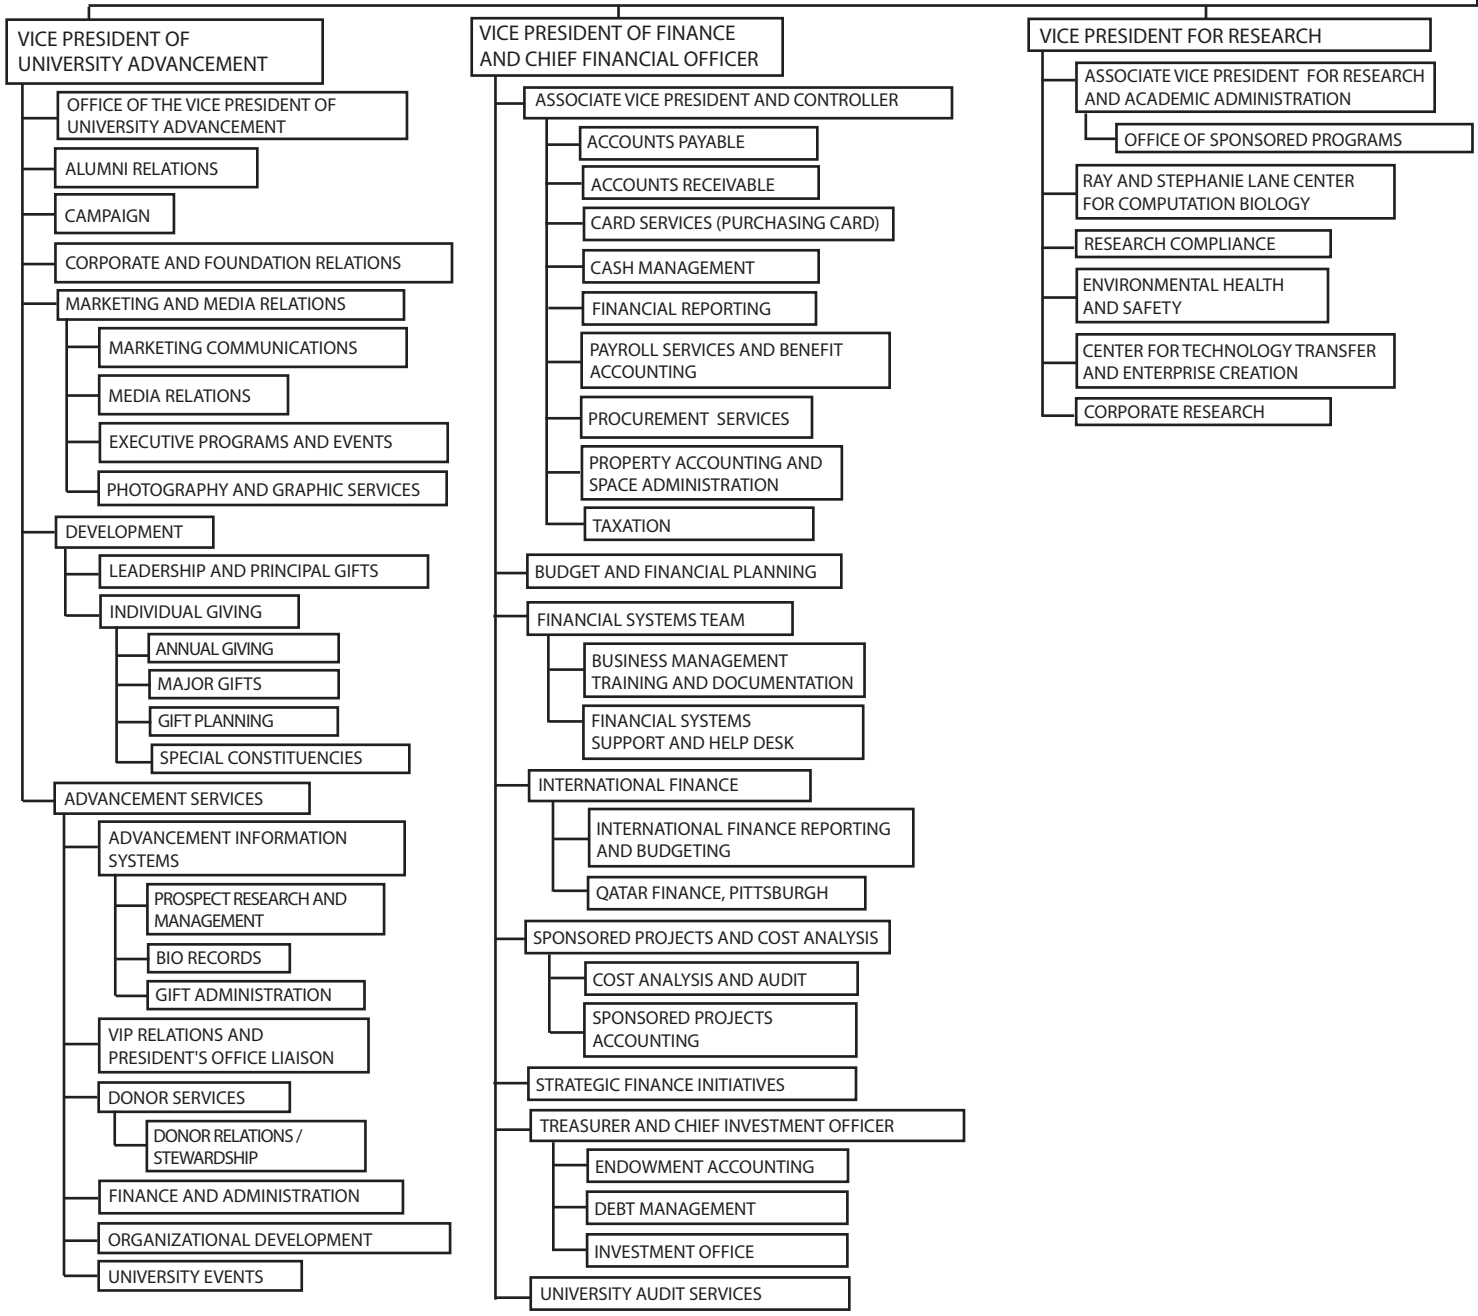 VICE PRESIDENT OF
UNIVERSITY ADVANCEMENT
OFFICE OF THE VICE PRESIDENT OF
UNIVERSITY ADVANCEMENT
ALUMNI RELATIONS
CAMPAIGN
CORPORATE AND FOUNDATION RELATIONS
MARKETING AND MEDIA RELATIONS
MARKETING COMMUNICATIONS
MEDIA RELATIONS
EXECUTIVE PROGRAMS AND EVENTS
PHOTOGRAPHY AND GRAPHIC SERVICES
DEVELOPMENT
LEADERSHIP AND PRINCIPAL GIFTS
INDIVIDUAL GIVING
ANNUAL GIVING
MAJOR GIFTS
GIFT PLANNING
SPECIAL CONSTITUENCIES
ADVANCEMENT SERVICES
ADVANCEMENT INFORMATION
SYSTEMS
PROSPECT RESEARCH AND
MANAGEMENT
BIO RECORDS
GIFT ADMINISTRATION
VIP RELATIONS AND
PRESIDENT'S OFFICE LIAISON
DONOR SERVICES
DONOR RELATIONS /
STEWARDSHIP
FINANCE AND ADMINISTRATION
ORGANIZATIONAL DEVELOPMENT
UNIVERSITY EVENTS
VICE PRESIDENT OF FINANCE
AND CHIEF FINANCIAL OFFICER
ASSOCIATE VICE PRESIDENT AND CONTROLLER
ACCOUNTS PAYABLE
ACCOUNTS RECEIVABLE
CARD SERVICES (PURCHASING CARD)
CASH MANAGEMENT
FINANCIAL REPORTING
PAYROLL SERVICES AND BENEFIT
ACCOUNTING
PROCUREMENT SERVICES
PROPERTY ACCOUNTING AND
SPACE ADMINISTRATION
TAXATION
BUDGET AND FINANCIAL PLANNING
FINANCIAL SYSTEMS TEAM
BUSINESS MANAGEMENT
TRAINING AND DOCUMENTATION
FINANCIAL SYSTEMS
SUPPORT AND HELP DESK
INTERNATIONAL FINANCE
INTERNATIONAL FINANCE REPORTING
AND BUDGETING
QATAR FINANCE, PITTSBURGH
SPONSORED PROJECTS AND COST ANALYSIS
COST ANALYSIS AND AUDIT
SPONSORED PROJECTS
ACCOUNTING
STRATEGIC FINANCE INITIATIVES
TREASURER AND CHIEF INVESTMENT OFFICER
ENDOWMENT ACCOUNTING
DEBT MANAGEMENT
INVESTMENT OFFICE
UNIVERSITY AUDIT SERVICES
VICE PRESIDENT FOR RESEARCH
ASSOCIATE VICE PRESIDENT FOR RESEARCH
AND ACADEMIC ADMINISTRATION
OFFICE OF SPONSORED PROGRAMS
RAY AND STEPHANIE LANE CENTER
FOR COMPUTATION BIOLOGY
RESEARCH COMPLIANCE
ENVIRONMENTAL HEALTH
AND SAFETY
CENTER FOR TECHNOLOGY TRANSFER
AND ENTERPRISE CREATION
CORPORATE RESEARCH